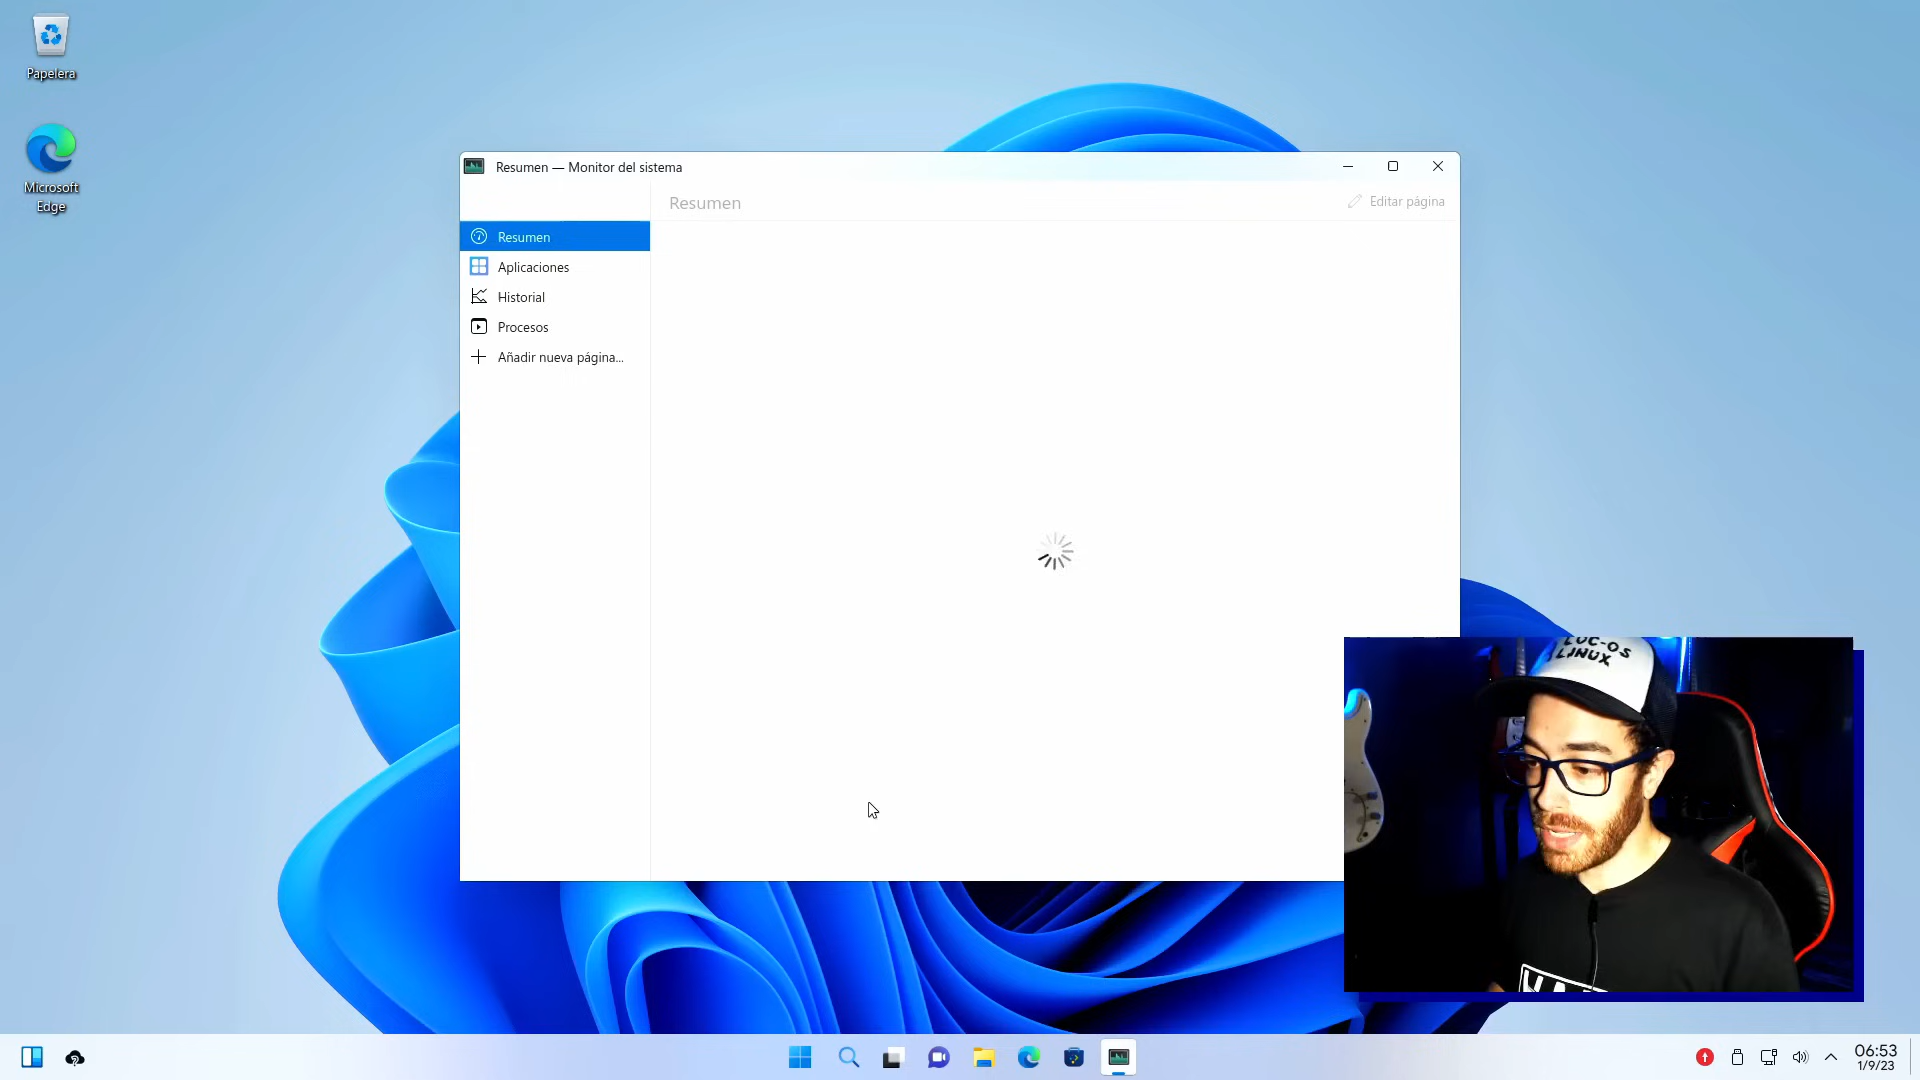 Papelera
Microsoft
Edge
Resumen — Monitor del sistema
Resumen
Editar página
Resumen
Aplicaciones
Historial
Procesos
Añadir nueva página...
LOC-OS
LINUX
06:53
1/9/23